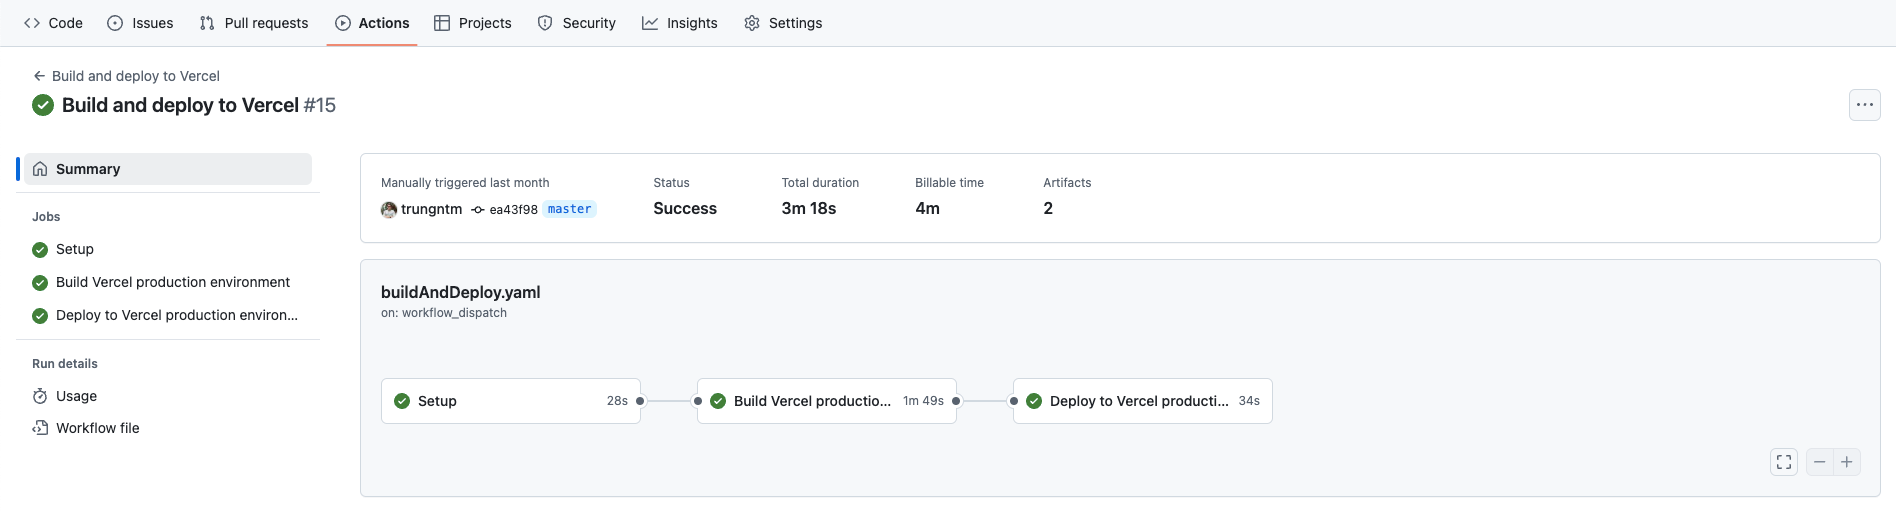 Code Issues Pull requests Actions Projects Security Insights Settings
Build and deploy to Vercel
Build and deploy to Vercel #15
Summary
Jobs
Setup
Build Vercel production environment
Deploy to Vercel production environ...
Run details
Usage
Workflow file
Manually triggered last month
trungntm ea43f98 master
Status
Success
Total duration
3m 18s
Billable time
4m
Artifacts
2
buildAndDeploy.yaml
on: workflow_dispatch
Setup 28s
Build Vercel productio... 1m 49s
Deploy to Vercel producti... 34s